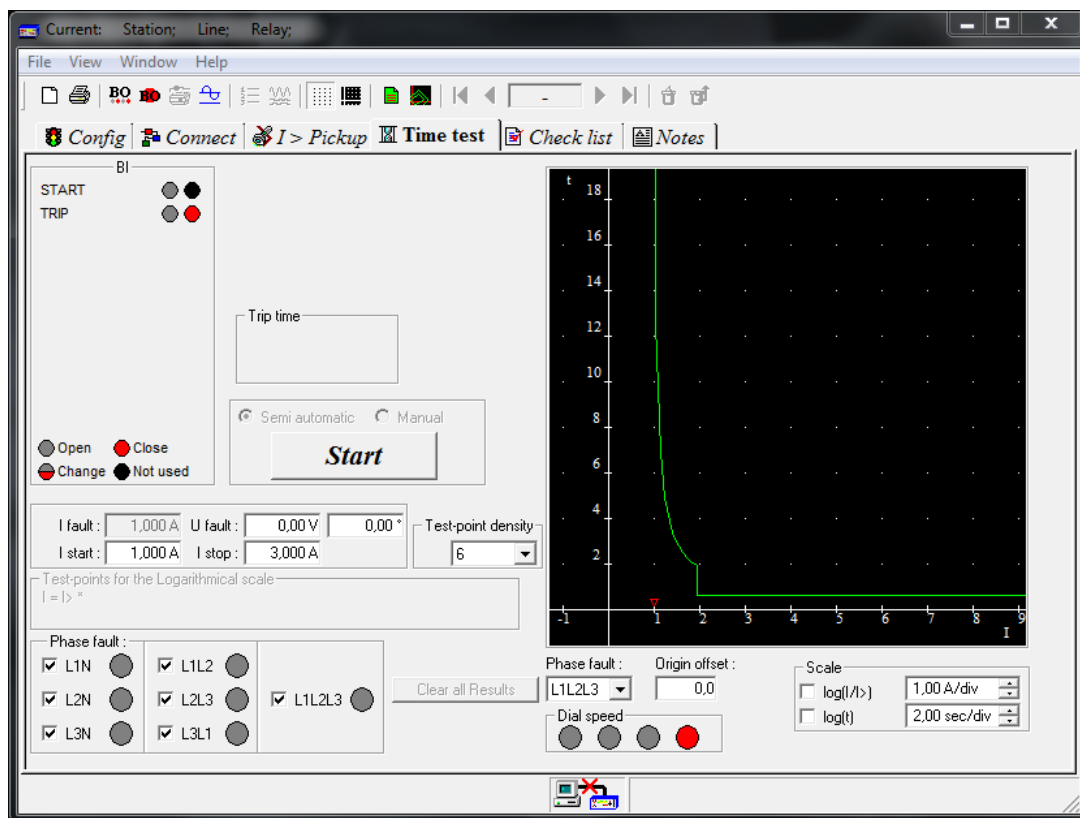 Current: Station; Line; Relay;
File View Window Help
BO BO -
Config Connect I > Pickup Time test Check list Notes
BI
START
TRIP
Open Close
Change Not used
Trip time
Semi automatic Manual
Start
I fault : 1,000 A U fault : 0,00 V 0,00 °
I start : 1,000 A I stop : 3,000 A
Test-point density
6
Test-points for the Logarithmical scale
I = I> *
Phase fault :
L1N L1L2
L2N L2L3 L1L2L3
L3N L3L1
Clear all Results
t
18
16
14
12
10
8
6
4
2
-1 1 2 3 4 5 6 7 8 9
I
Phase fault : Origin offset :
L1L2L3 0,0
Dial speed
Scale
log(I/I>) 1,00 A/div
log(t) 2,00 sec/div